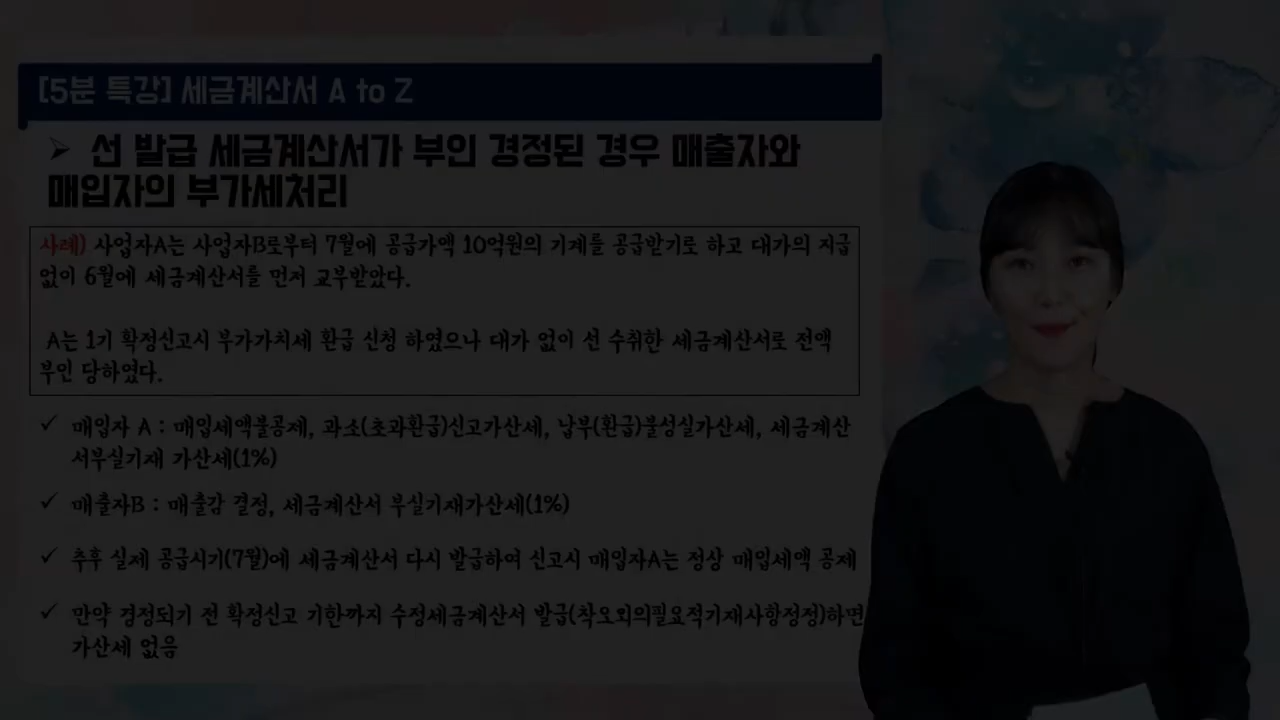 [5분 특강] 세금계산서 A to Z
➢ 선 발급 세금계산서가 부인 경정된 경우 매출자와
매입자의 부가세처리
사례) 사업자A는 사업자B로부터 7월에 공급가액 10억원의 기계를 공급받기로 하고 대가의 지급
없이 6월에 세금계산서를 먼저 교부받았다.
A는 1기 확정신고시 부가가치세 환급 신청 하였으나 대가 없이 선 수취한 세금계산서로 전액
부인 당하였다.
✓ 매입자 A : 매입세액불공제, 과소(초과환급)신고가산세, 납부(환급)불성실가산세, 세금계산
서부실기재 가산세(1%)
✓ 매출자B : 매출감 결정, 세금계산서 부실기재가산세(1%)
✓ 추후 실제 공급시기(7월)에 세금계산서 다시 발급하여 신고시 매입자A는 정상 매입세액 공제
✓ 만약 경정되기 전 확정신고 기한까지 수정세금계산서 발급(착오외의필요적기재사항정정)하면
가산세 없음